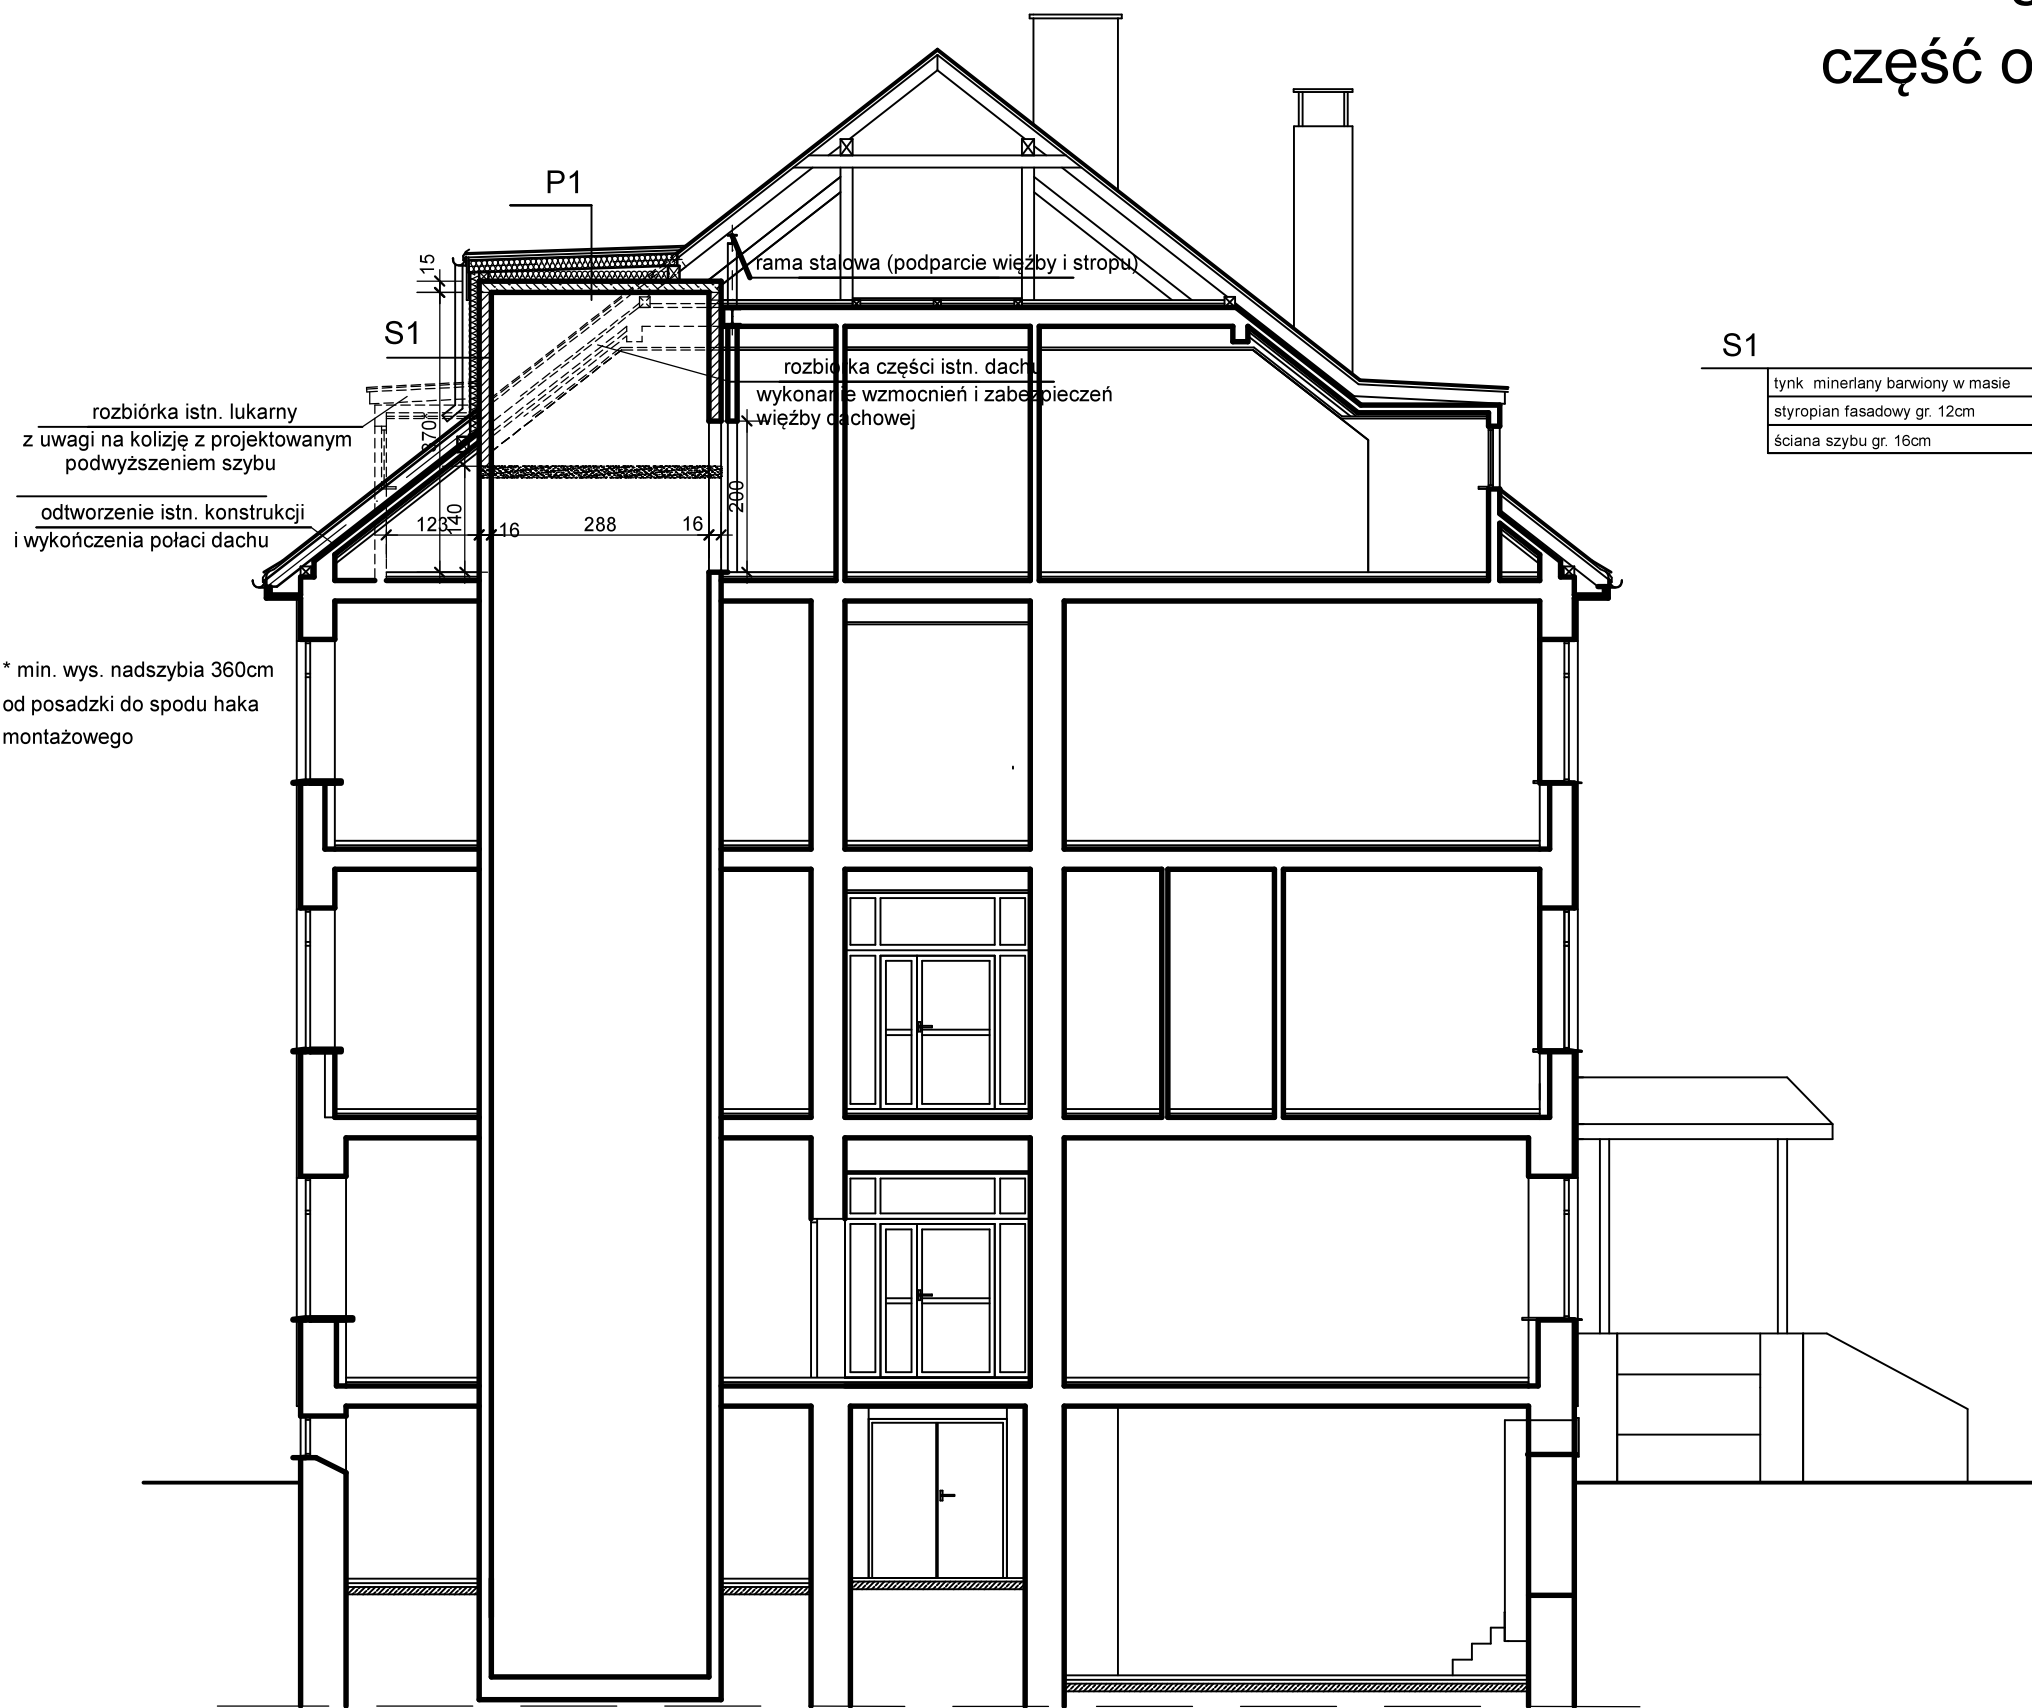 część o
P1
15
rama stalowa (podparcie więźby i stropu)
S1
S1
rozbiórka części istn. dachu
wykonanie wzmocnień i zabezpieczeń
więźby dachowej
tynk minerlany barwiony w masie
styropian fasadowy gr. 12cm
ściana szybu gr. 16cm
rozbiórka istn. lukarny
z uwagi na kolizję z projektowanym
podwyższeniem szybu
370
140
200
odtworzenie istn. konstrukcji
i wykończenia połaci dachu
123
16
288
16
* min. wys. nadszybia 360cm
od posadzki do spodu haka
montażowego